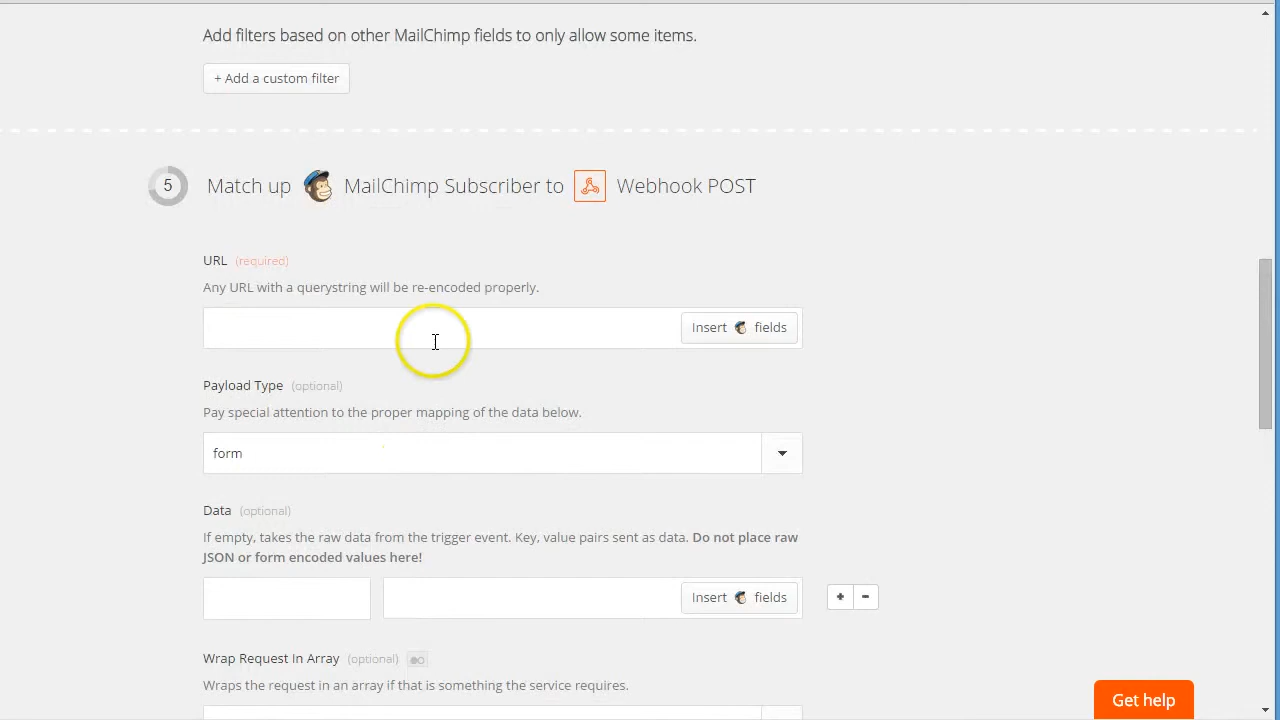 Add filters based on other MailChimp fields to only allow some items.
+ Add a custom filter
5 Match up MailChimp Subscriber to Webhook POST
URL (required)
Any URL with a querystring will be re-encoded properly.
Insert fields
Payload Type (optional)
Pay special attention to the proper mapping of the data below.
form
Data (optional)
If empty, takes the raw data from the trigger event. Key, value pairs sent as data. Do not place raw
JSON or form encoded values here!
Insert fields
+ -
Wrap Request In Array (optional)
Wraps the request in an array if that is something the service requires.
Get help